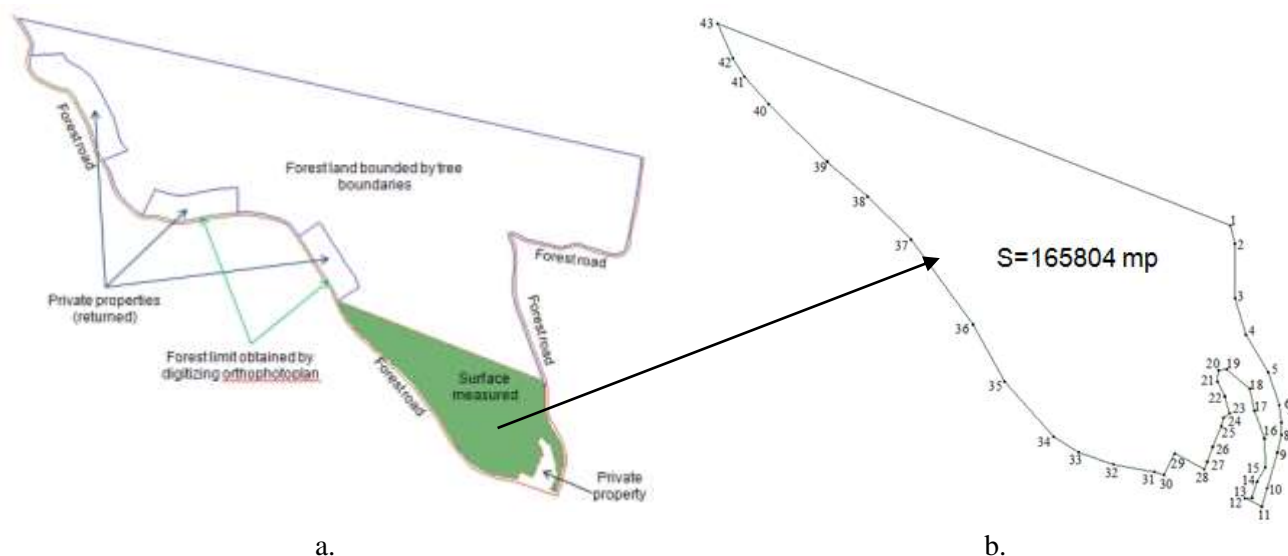 Forest road
Forest land bounded by tree
boundaries
Forest road
Private properties
(returned)
Forest limit obtained by
digitizing orthophotoplan
Forest road
Forest road
Surface
measured
Private
property
a.
43
42
41
40
39
38
37
36
35
34
33
32
31
30
29
28
27
26
25
24
23
22
21
20
19
18
17
16
15
14
13
12
11
10
9
8
6
5
4
3
2
1
S=165804 mp
b.